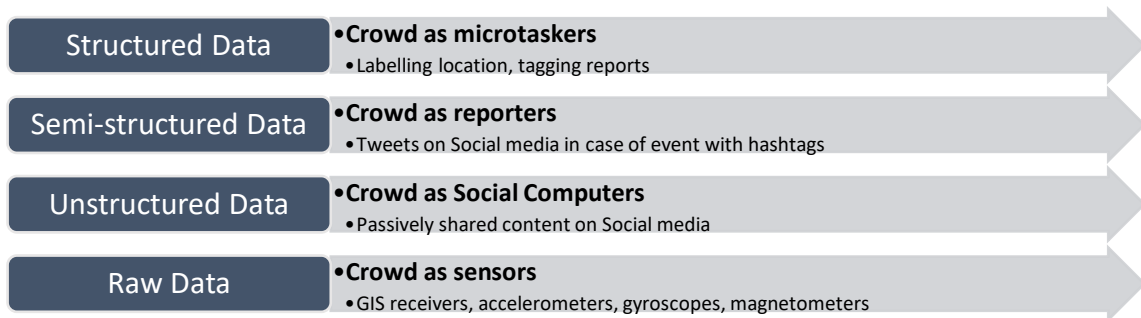 Structured Data
•Crowd as microtaskers
•Labelling location, tagging reports
Semi-structured Data
•Crowd as reporters
•Tweets on Social media in case of event with hashtags
Unstructured Data
•Crowd as Social Computers
•Passively shared content on Social media
Raw Data
•Crowd as sensors
•GIS receivers, accelerometers, gyroscopes, magnetometers